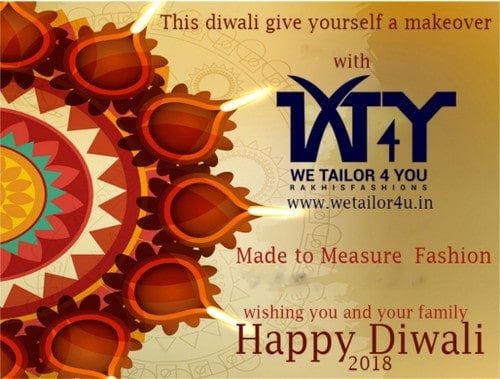 This diwali give yourself a makeover
with
WT4Y
WE TAILOR 4 YOU
RAKHISFASHIONS
www.wetailor4u.in
Made to Measure Fashion
wishing you and your family
Happy Diwali
2018